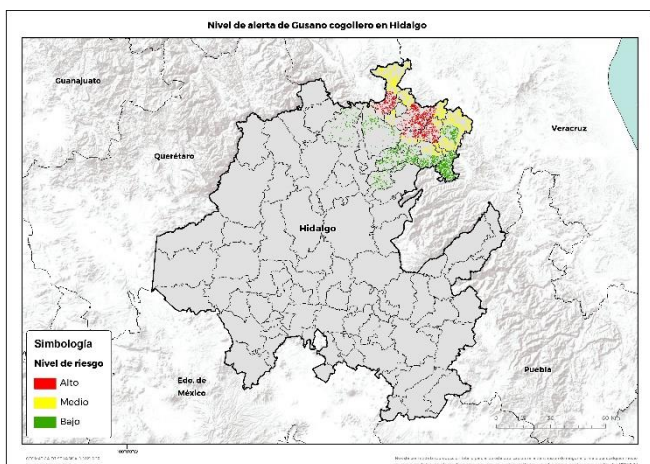 Nivel de alerta de Gusano cogollero en Hidalgo
Guanajuato
Veracruz
Querétaro
Hidalgo
Simbología
Nivel de riesgo
Alto
Medio
Bajo
Edo. de
México
Puebla